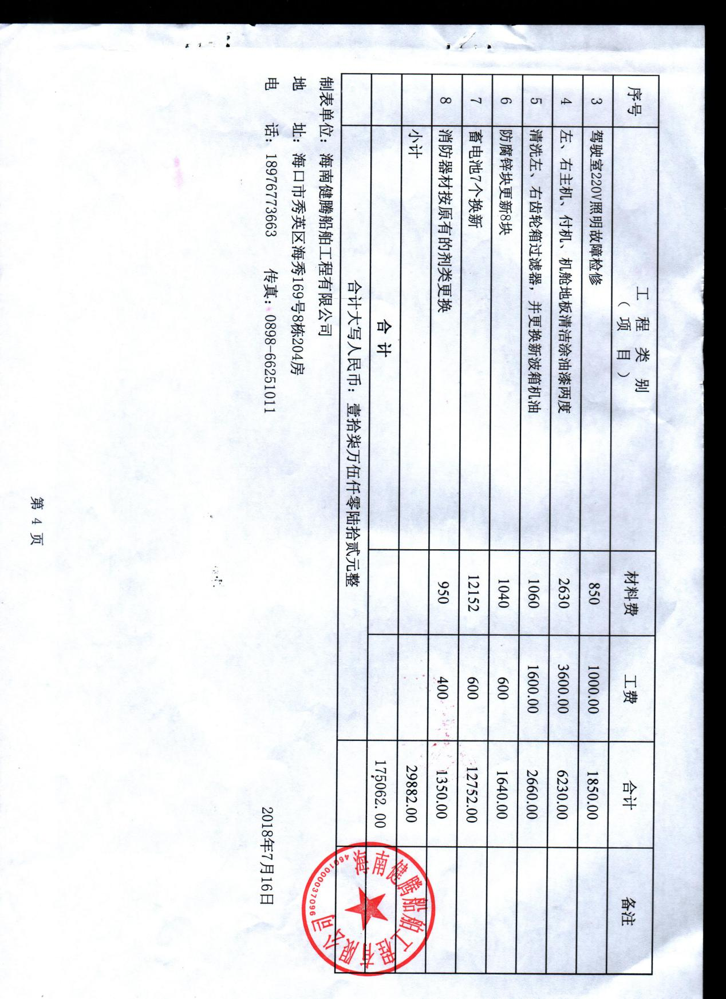 序号 工 程 类 别 材料费 工费 合计 备注
（ 项 目 ）
3 驾驶室220V照明故障检修 850 1000.00 1850.00
4 左、右主机、付机、机舱地板清洁涂油漆两度 2630 3600.00 6230.00
5 清洗左、右齿轮箱过滤器，并更换新波箱机油 1060 1600.00 2660.00
6 防腐锌块更新8块 1040 600 1640.00
7 畜电池7个换新 12152 600 12752.00
8 消防器材按原有的剂类更换 950 400 1350.00
小计 29882.00
合 计 175062.00
合计大写人民币：壹拾柒万伍仟零陆拾贰元整
制表单位：海南健腾船舶工程有限公司
地 址：海口市秀英区海秀169号8栋204房
电 话：18976773663 传真：0898-66251011
2018年7月16日
海南健腾船舶工程有限公司
4601000037096
第 4 页